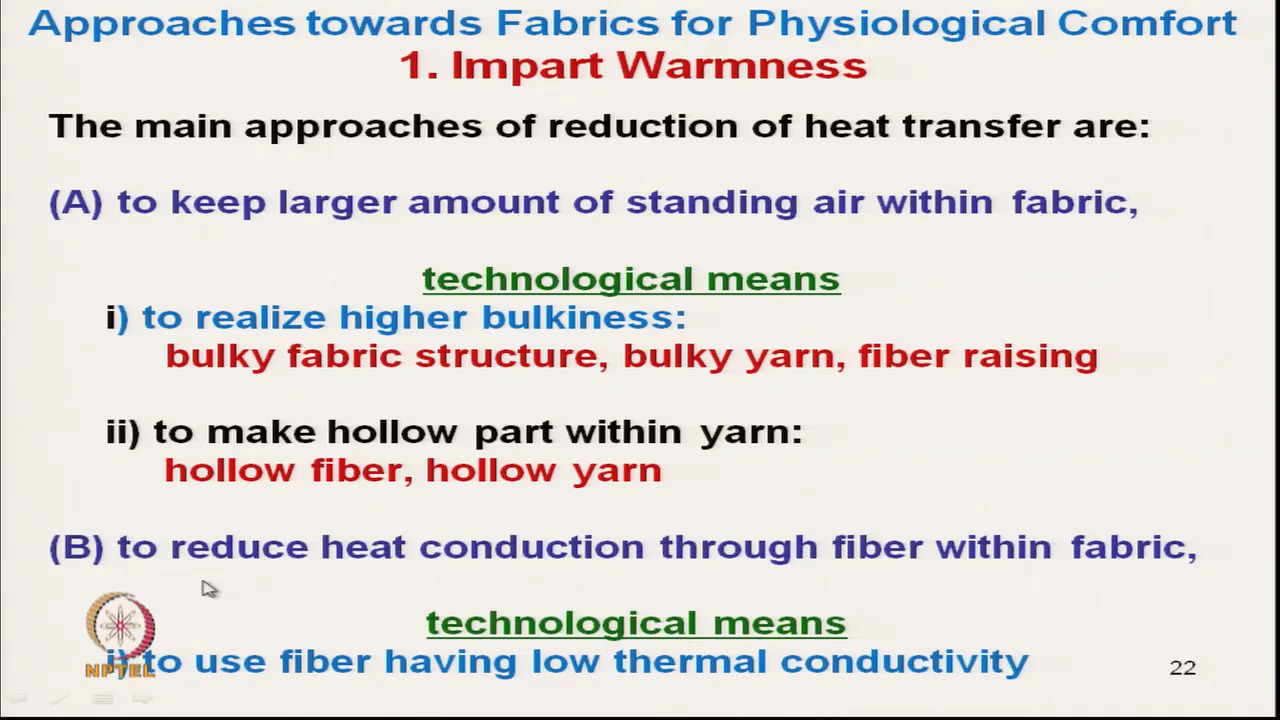 Approaches towards Fabrics for Physiological Comfort
1. Impart Warmness
The main approaches of reduction of heat transfer are:
(A) to keep larger amount of standing air within fabric,
technological means
i) to realize higher bulkiness:
bulky fabric structure, bulky yarn, fiber raising
ii) to make hollow part within yarn:
hollow fiber, hollow yarn
(B) to reduce heat conduction through fiber within fabric,
technological means
i) to use fiber having low thermal conductivity
NPTEL
22